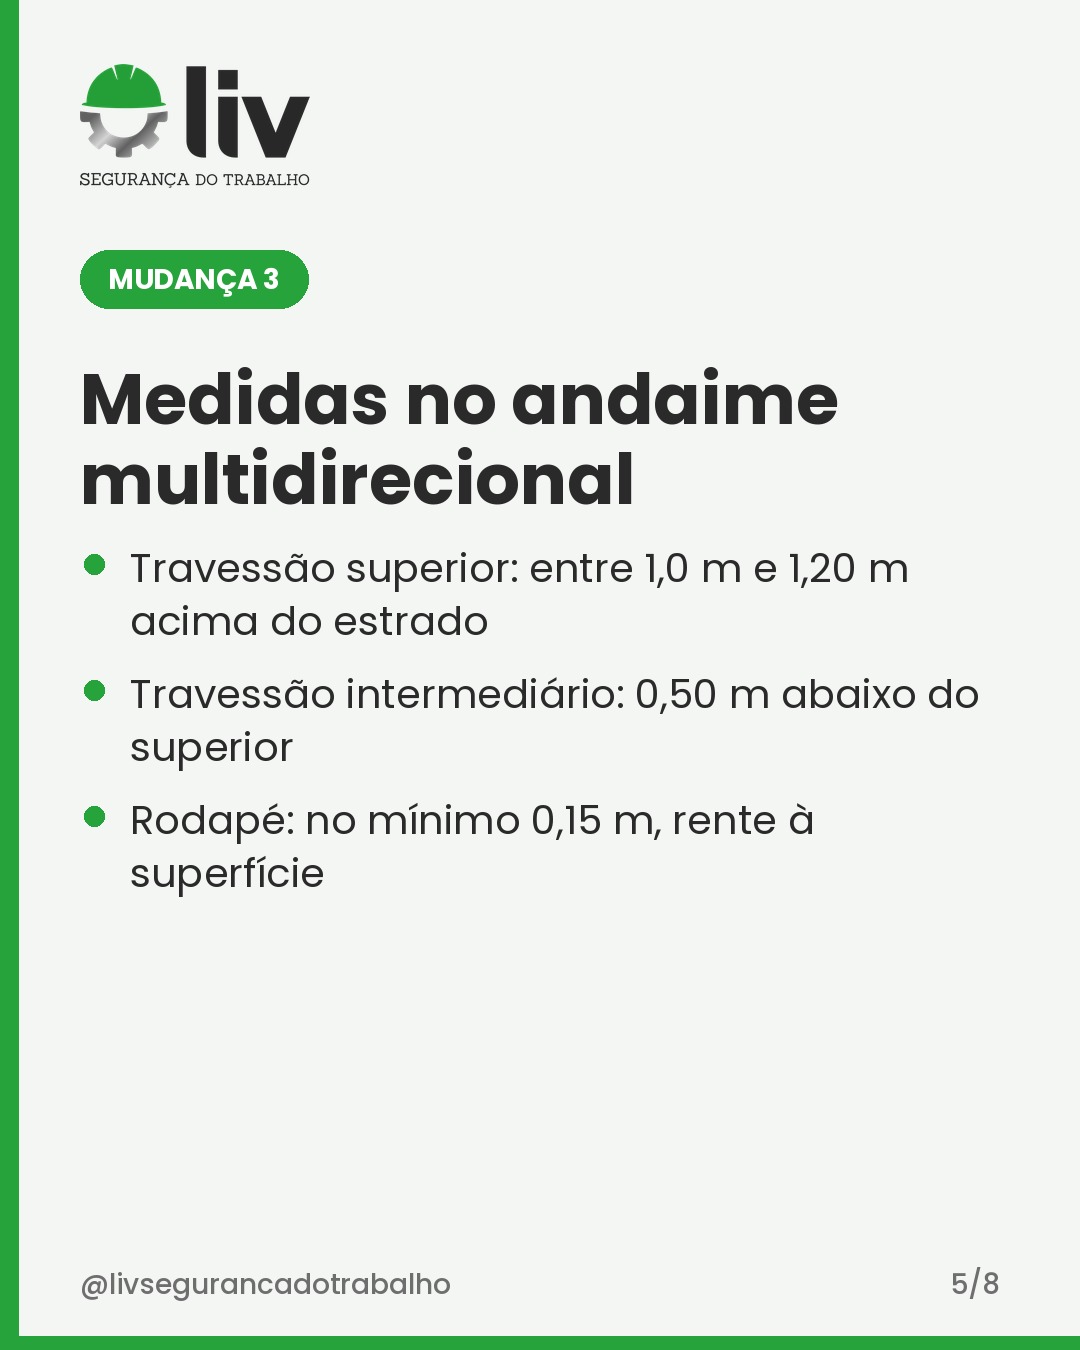 liv
SEGURANÇA DO TRABALHO
MUDANÇA 3
Medidas no andaime
multidirecional
Travessão superior: entre 1,0 m e 1,20 m
acima do estrado
Travessão intermediário: 0,50 m abaixo do
superior
Rodapé: no mínimo 0,15 m, rente à
superfície
@livsegurancadotrabalho
5/8